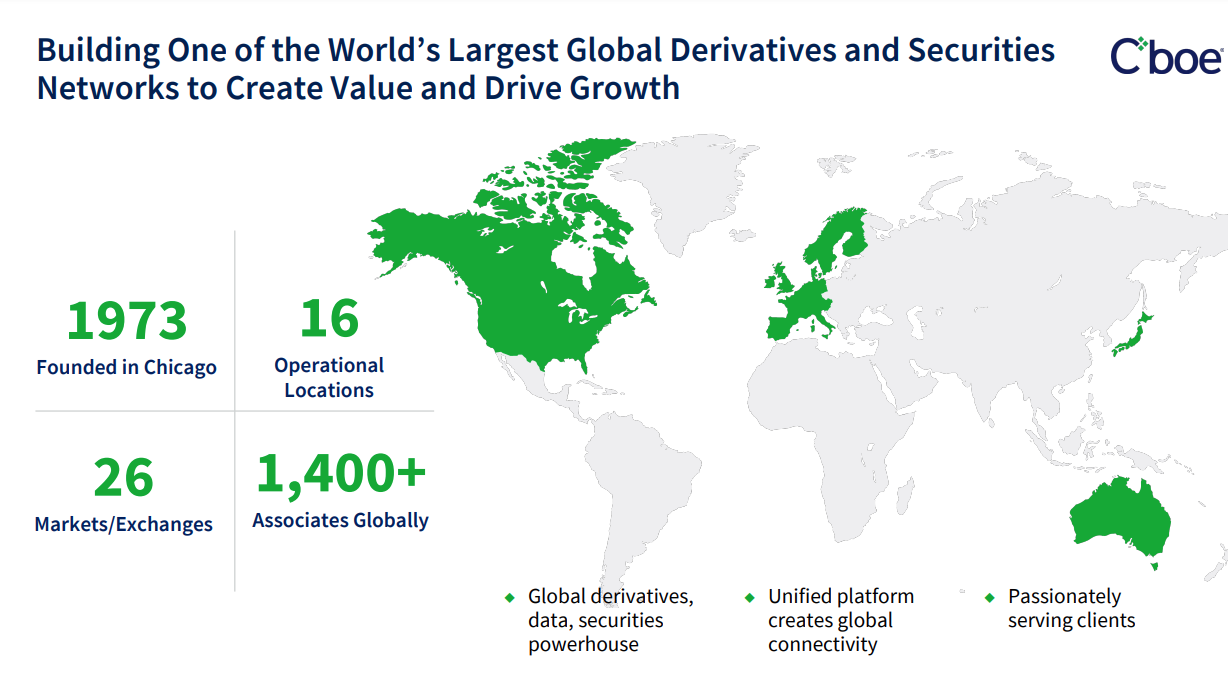 Building One of the World’s Largest Global Derivatives and Securities
Networks to Create Value and Drive Growth
Cboe
1973
Founded in Chicago
16
Operational
Locations
26
Markets/Exchanges
1,400+
Associates Globally
Global derivatives,
data, securities
powerhouse
Unified platform
creates global
connectivity
Passionately
serving clients